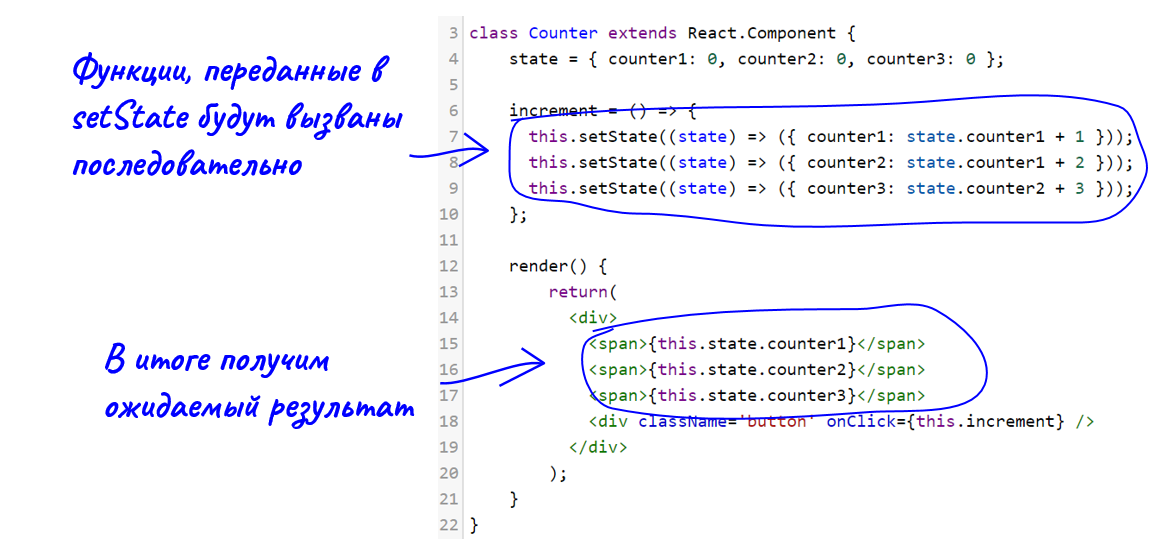 Функции, переданные в
setState будут вызваны
последовательно
3 class Counter extends React.Component {
4 state = { counter1: 0, counter2: 0, counter3: 0 };
5
6 increment = () => {
7 this.setState((state) => ({ counter1: state.counter1 + 1 }));
8 this.setState((state) => ({ counter2: state.counter1 + 2 }));
9 this.setState((state) => ({ counter3: state.counter2 + 3 }));
10 };
11
12 render() {
13 return(
14 <div>
15 <span>{this.state.counter1}</span>
16 <span>{this.state.counter2}</span>
17 <span>{this.state.counter3}</span>
18 <div className='button' onClick={this.increment} />
19 </div>
20 );
21 }
22 }
В итоге получим
ожидаемый результат